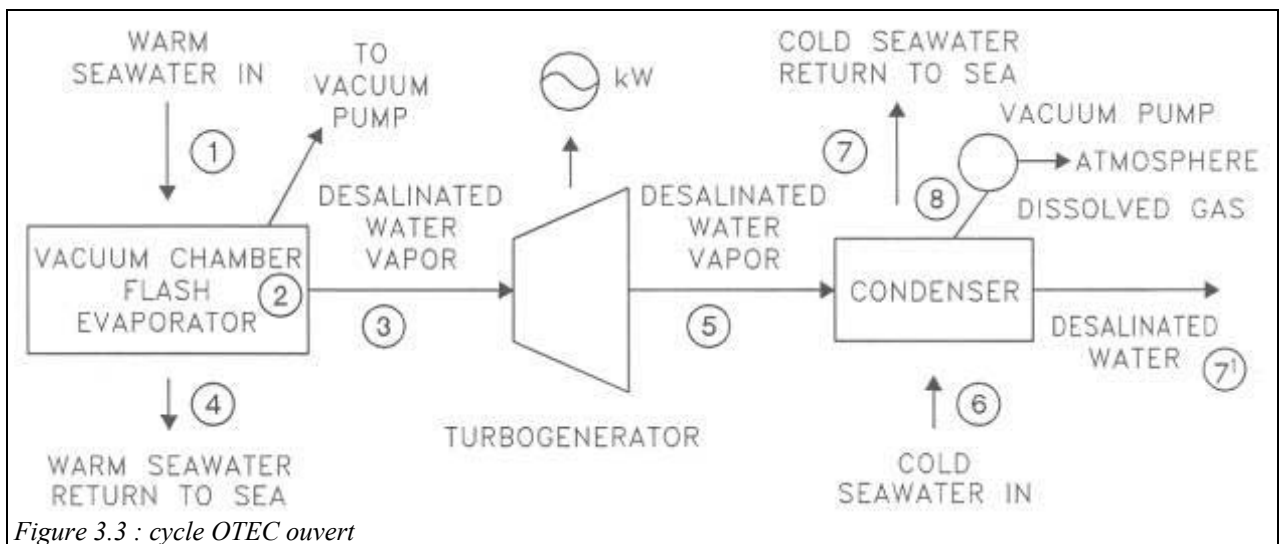 WARM
SEAWATER IN
TO
VACUUM
PUMP
kW
COLD SEAWATER
RETURN TO SEA
VACUUM PUMP
ATMOSPHERE
DISSOLVED GAS
1
7
8
DESALINATED
WATER
VAPOR
DESALINATED
WATER
VAPOR
VACUUM CHAMBER
FLASH
EVAPORATOR
2
3
5
CONDENSER
DESALINATED
WATER
7¹
4
6
TURBOGENERATOR
WARM SEAWATER
RETURN TO SEA
COLD
SEAWATER IN
Figure 3.3 : cycle OTEC ouvert